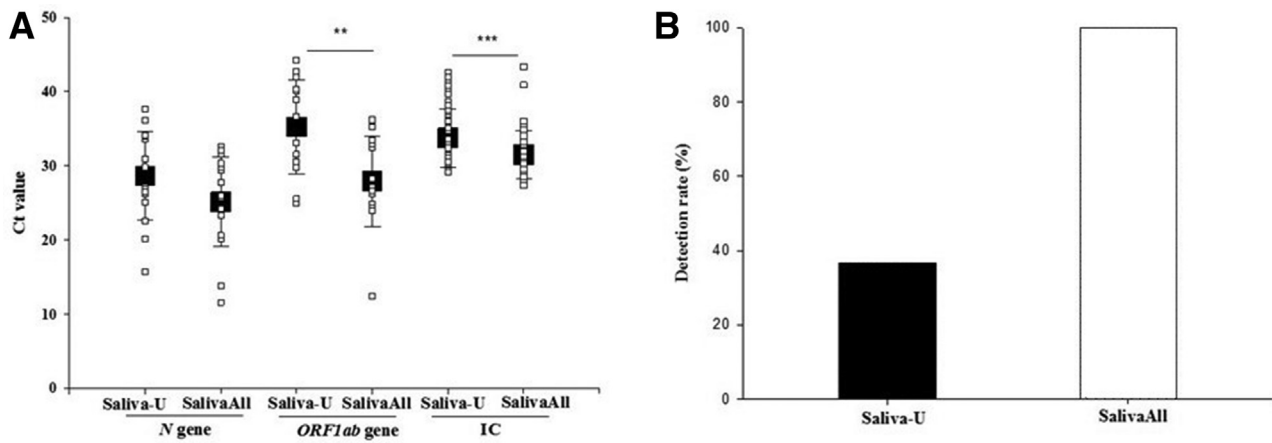 A
Ct value
50
40
30
20
10
0
**
***
Saliva-U SalivaAll Saliva-U SalivaAll Saliva-U SalivaAll
N gene ORF1ab gene IC
B
Detection rate (%)
100
80
60
40
20
0
Saliva-U SalivaAll